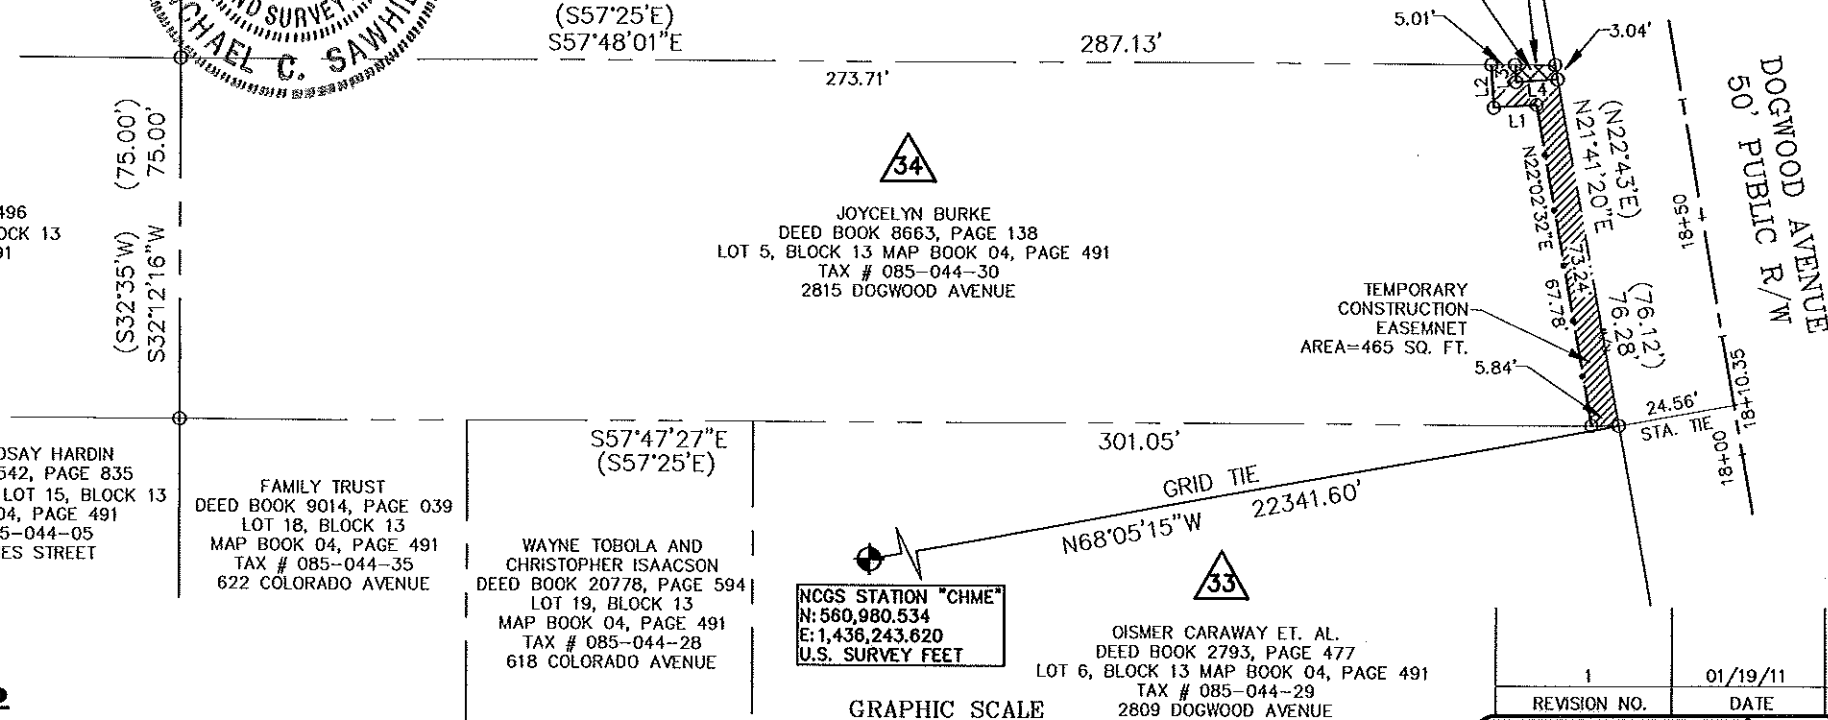 ND SURVEY
CHAEL C. SAWHI
(S57°25'E)
S57°48'01"E
287.13'
273.71'
5.01'
3.04'
L2
L3
L4
L1
(75.00')
75.00'
(S32°35'W)
S32°12'16"W
34
JOYCELYN BURKE
DEED BOOK 8663, PAGE 138
LOT 5, BLOCK 13 MAP BOOK 04, PAGE 491
TAX # 085-044-30
2815 DOGWOOD AVENUE
496
OCK 13
91
(N22°43'E)
N21°41'20"E
N22°02'32"E
73.24'
67.78'
(76.12')
76.28'
DOGWOOD AVENUE
50' PUBLIC R/W
18+50
18+10.35
18+00
TEMPORARY
CONSTRUCTION
EASEMNET
AREA=465 SQ. FT.
5.84'
24.56'
STA. TIE
S57°47'27"E
(S57°25'E)
301.05'
GRID TIE
N68°05'15"W 22341.60'
DSAY HARDIN
542, PAGE 835
LOT 15, BLOCK 13
04, PAGE 491
5-044-05
ES STREET
FAMILY TRUST
DEED BOOK 9014, PAGE 039
LOT 18, BLOCK 13
MAP BOOK 04, PAGE 491
TAX # 085-044-35
622 COLORADO AVENUE
WAYNE TOBOLA AND
CHRISTOPHER ISAACSON
DEED BOOK 20778, PAGE 594
LOT 19, BLOCK 13
MAP BOOK 04, PAGE 491
TAX # 085-044-28
618 COLORADO AVENUE
NCGS STATION "CHME"
N: 560,980.534
E: 1,436,243.620
U.S. SURVEY FEET
33
OISMER CARAWAY ET. AL.
DEED BOOK 2793, PAGE 477
LOT 6, BLOCK 13 MAP BOOK 04, PAGE 491
TAX # 085-044-29
2809 DOGWOOD AVENUE
GRAPHIC SCALE
1
01/19/11
REVISION NO.
DATE